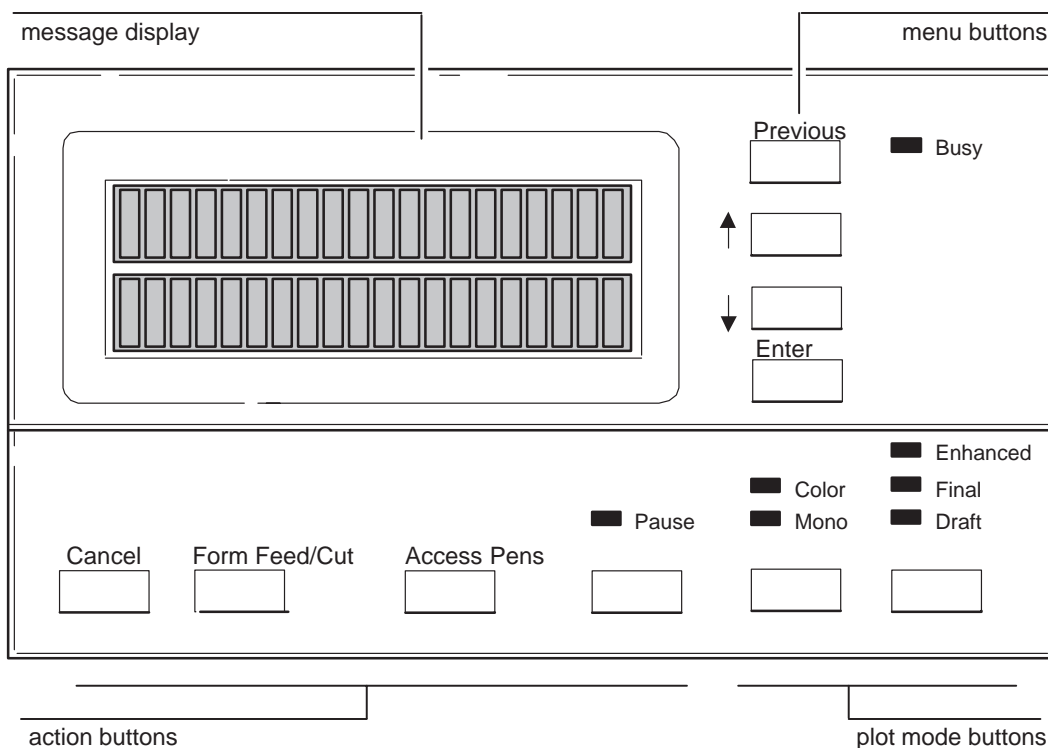 message display
menu buttons
Previous
Busy
Enter
Enhanced
Color
Final
Pause
Mono
Draft
Cancel
Form Feed/Cut
Access Pens
action buttons
plot mode buttons